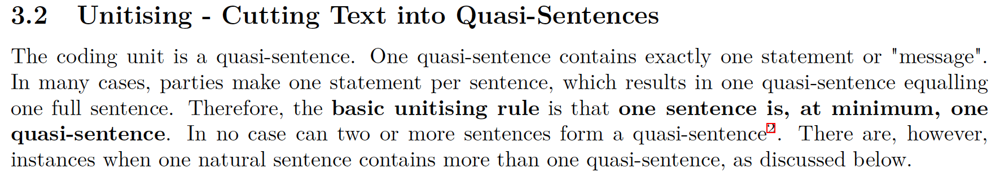 3.2 Unitising - Cutting Text into Quasi-Sentences
The coding unit is a quasi-sentence. One quasi-sentence contains exactly one statement or "message".
In many cases, parties make one statement per sentence, which results in one quasi-sentence equalling
one full sentence. Therefore, the basic unitising rule is that one sentence is, at minimum, one
quasi-sentence. In no case can two or more sentences form a quasi-sentence2. There are, however,
instances when one natural sentence contains more than one quasi-sentence, as discussed below.